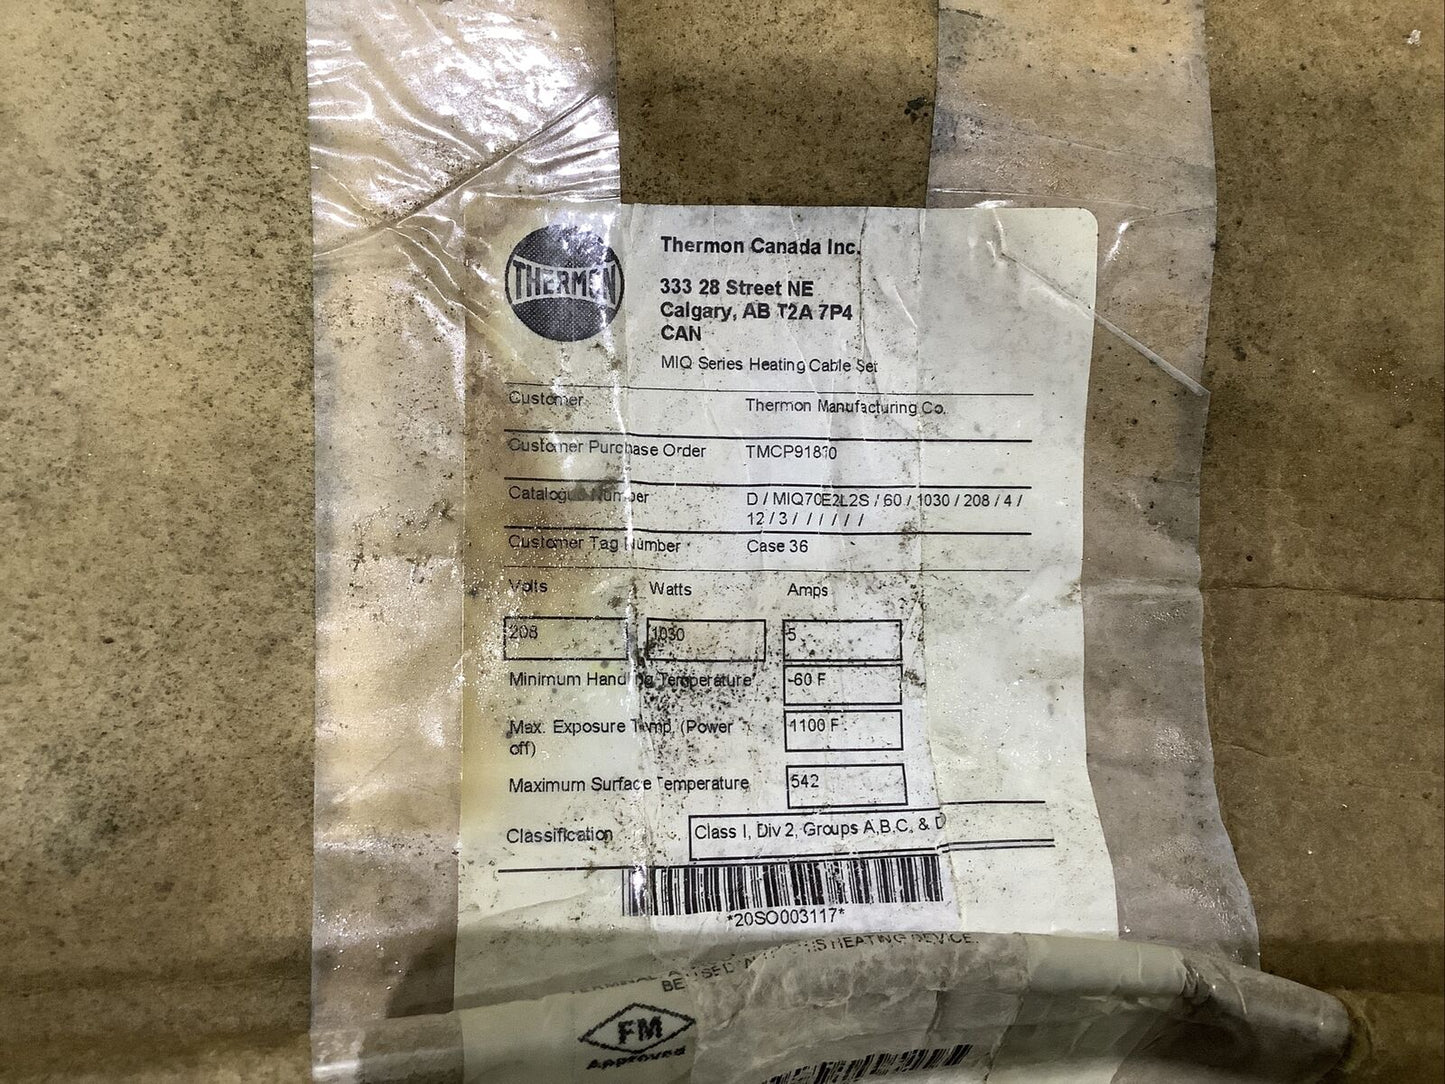 THERMON
Thermon Canada Inc.
333 28 Street NE
Calgary, AB T2A 7P4
CAN
MIQ Series Heating Cable Set
Customer Thermon Manufacturing Co.
Customer Purchase Order
Catalogue Number D / MIQ70E2L2S / 60 / 1030 / 208 / 4 /
12 / 3 / / / / / /
Customer Tag Number Case 36
Volts Watts Amps
208 1030 5
Minimum Handling Temperature -60 F
Max. Exposure Temp. (Power 1100 F
off)
Maximum Surface Temperature 542
Classification Class I, Div 2, Groups A,B,C, & D
*20SO003117*
HEATING DEVICE.
BE
FM
Approved